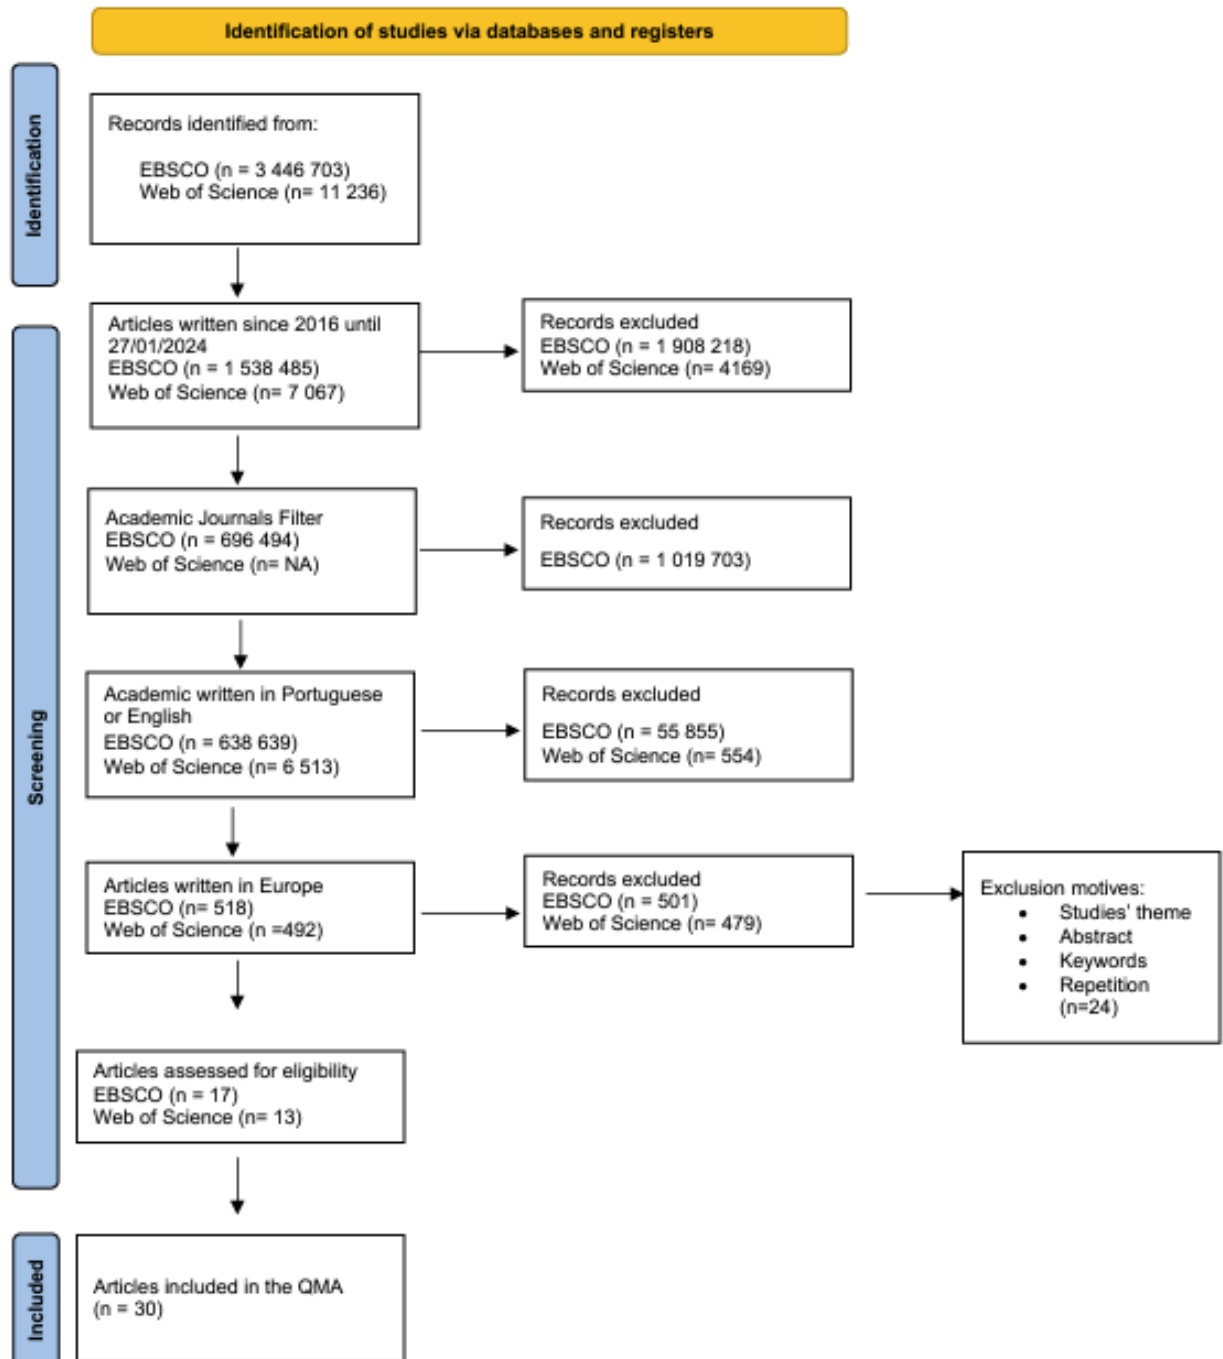 Identification of studies via databases and registers
Identification
Records identified from:
EBSCO (n = 3 446 703)
Web of Science (n= 11 236)
Screening
Articles written since 2016 until
27/01/2024
EBSCO (n = 1 538 485)
Web of Science (n= 7 067)
Records excluded
EBSCO (n = 1 908 218)
Web of Science (n= 4169)
Academic Journals Filter
EBSCO (n = 696 494)
Web of Science (n= NA)
Records excluded
EBSCO (n = 1 019 703)
Academic written in Portuguese
or English
EBSCO (n = 638 639)
Web of Science (n= 6 513)
Records excluded
EBSCO (n = 55 855)
Web of Science (n= 554)
Articles written in Europe
EBSCO (n= 518)
Web of Science (n =492)
Records excluded
EBSCO (n = 501)
Web of Science (n= 479)
Exclusion motives:
• Studies' theme
• Abstract
• Keywords
• Repetition
(n=24)
Articles assessed for eligibility
EBSCO (n = 17)
Web of Science (n= 13)
Included
Articles included in the QMA
(n = 30)